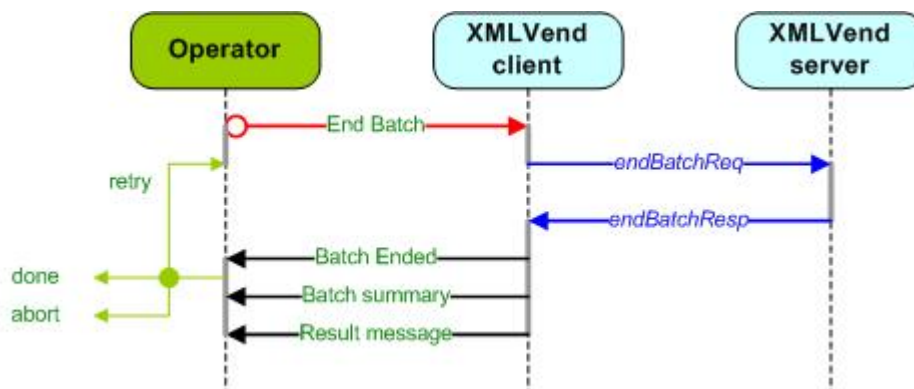 Operator
XMLVend
client
XMLVend
server
End Batch
endBatchReq
retry
endBatchResp
Batch Ended
done
Batch summary
abort
Result message